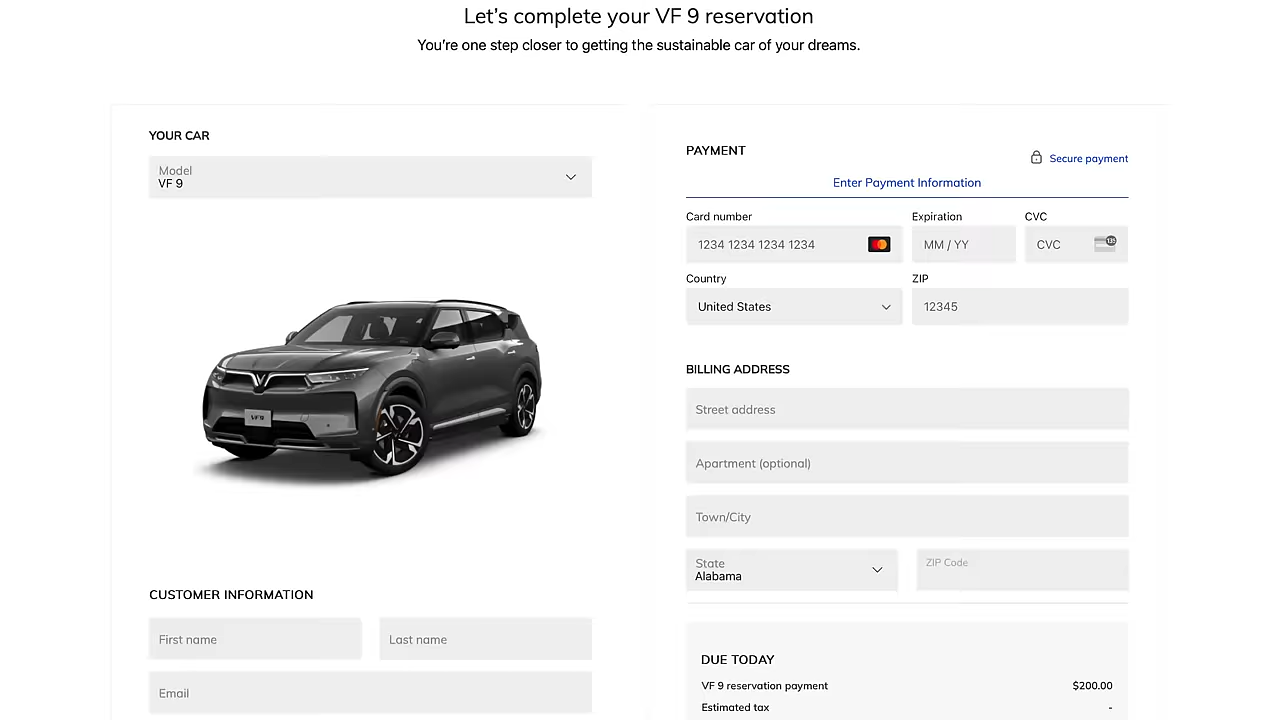 Let’s complete your VF 9 reservation
You’re one step closer to getting the sustainable car of your dreams.
YOUR CAR
Model
VF 9
VF9
CUSTOMER INFORMATION
First name
Last name
Email
PAYMENT
Secure payment
Enter Payment Information
Card number
Expiration
CVC
1234 1234 1234 1234
MM / YY
CVC
135
Country
ZIP
United States
12345
BILLING ADDRESS
Street address
Apartment (optional)
Town/City
State
Alabama
ZIP Code
DUE TODAY
VF 9 reservation payment $200.00
Estimated tax -